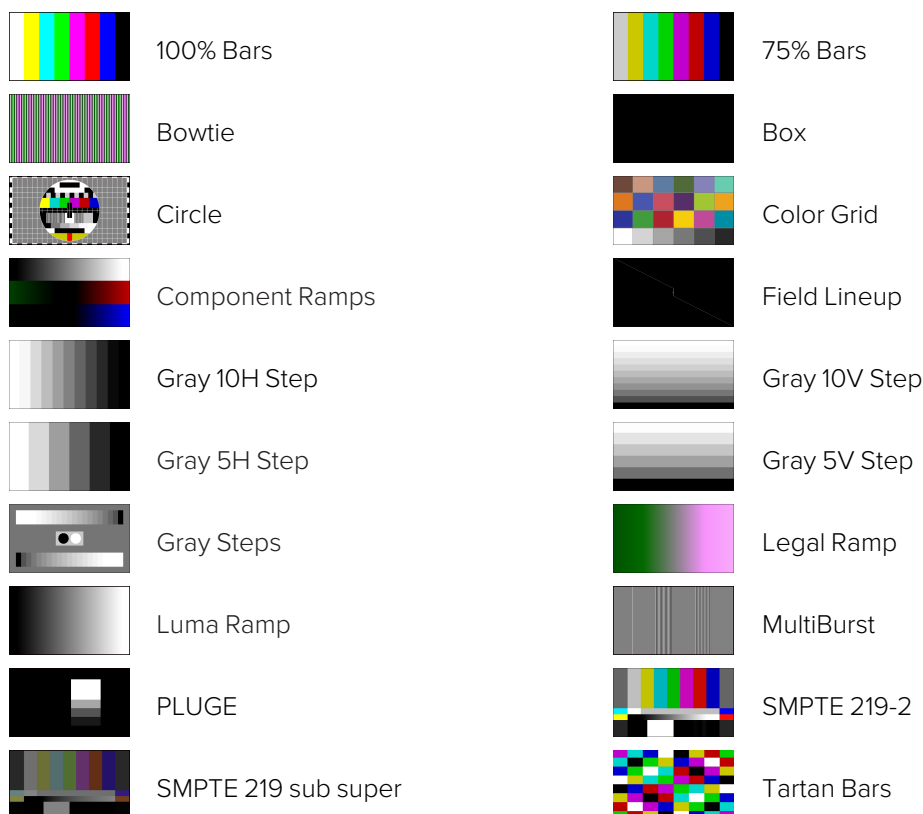 100% Bars
75% Bars
Bowtie
Box
Circle
Color Grid
Component Ramps
Field Lineup
Gray 10H Step
Gray 10V Step
Gray 5H Step
Gray 5V Step
Gray Steps
Legal Ramp
Luma Ramp
MultiBurst
PLUGE
SMPTE 219-2
SMPTE 219 sub super
Tartan Bars